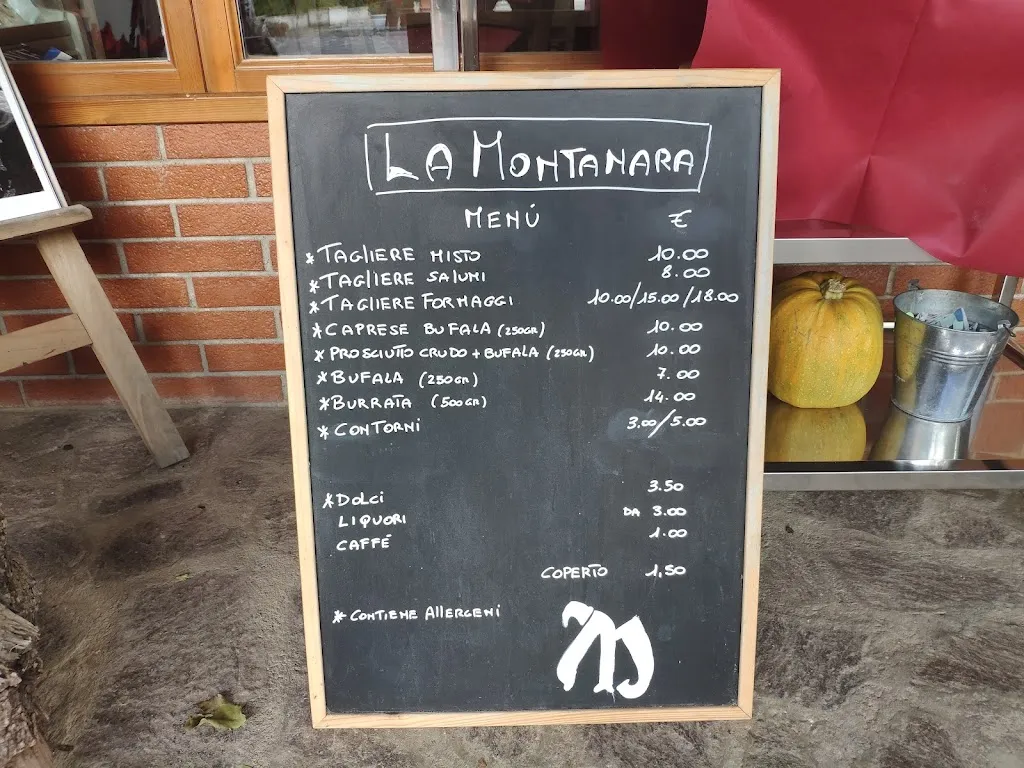 LA MONTANARA
MENÚ €
* TAGLIERE MISTO 10.00
* TAGLIERE SALUMI 8.00
* TAGLIERE FORMAGGI 10.00/15.00/18.00
* CAPRESE BUFALA (250GR) 10.00
* PROSCIUTTO CRUDO + BUFALA (250GR) 10.00
* BUFALA (250GR) 7.00
* BURRATA (500GR) 14.00
* CONTORNI 3.00/5.00
* DOLCI 3.50
LIQUORI DA 3.00
CAFFÉ 1.00
COPERTO 1,50
* CONTIENE ALLERGENI
M